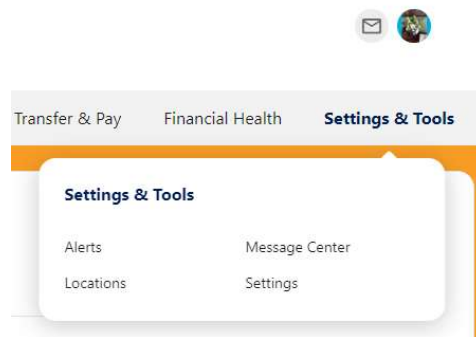 Transfer & Pay Financial Health Settings & Tools
Settings & Tools
Alerts Message Center
Locations Settings